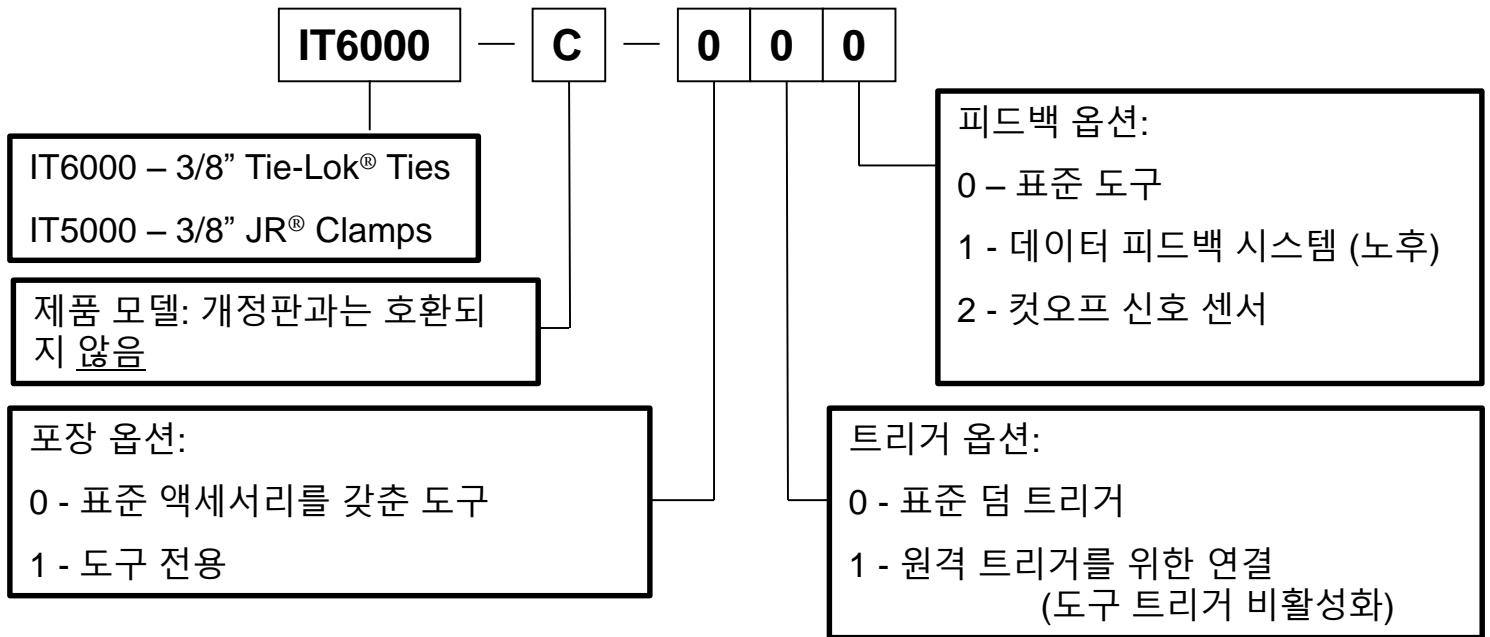 IT6000 — C — 0 0 0
IT6000 – 3/8” Tie-Lok® Ties
IT5000 – 3/8” JR® Clamps
제품 모델: 개정판과는 호환되
지 않음
포장 옵션:
0 - 표준 액세서리를 갖춘 도구
1 - 도구 전용
피드백 옵션:
0 – 표준 도구
1 - 데이터 피드백 시스템 (노후)
2 - 컷오프 신호 센서
트리거 옵션:
0 - 표준 덤 트리거
1 - 원격 트리거를 위한 연결
(도구 트리거 비활성화)